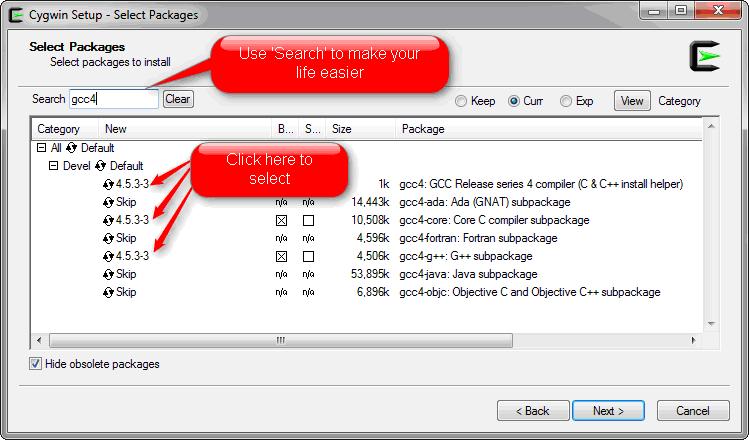 Cygwin Setup - Select Packages
Select Packages
Select packages to install
Use 'Search' to make your
life easier
Search gcc4 Clear
Keep Curr Exp View Category
Category New B... S... Size Package
All Default
Devel Default
Click here to
select
4.5.3-3 1k gcc4: GCC Release series 4 compiler (C & C++ install helper)
Skip n/a n/a 14,443k gcc4-ada: Ada (GNAT) subpackage
4.5.3-3 10,508k gcc4-core: Core C compiler subpackage
Skip n/a n/a 4,596k gcc4-fortran: Fortran subpackage
4.5.3-3 4,506k gcc4-g++: G++ subpackage
Skip n/a n/a 53,895k gcc4-java: Java subpackage
Skip n/a n/a 6,896k gcc4-objc: Objective C and Objective C++ subpackage
Hide obsolete packages
< Back Next > Cancel